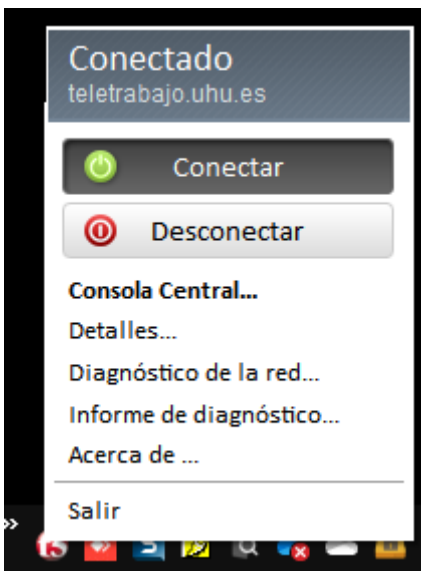 Conectado
teletrabajo.uhu.es
Conectar
Desconectar
Consola Central...
Detalles...
Diagnóstico de la red...
Informe de diagnóstico...
Acerca de ...
Salir
»